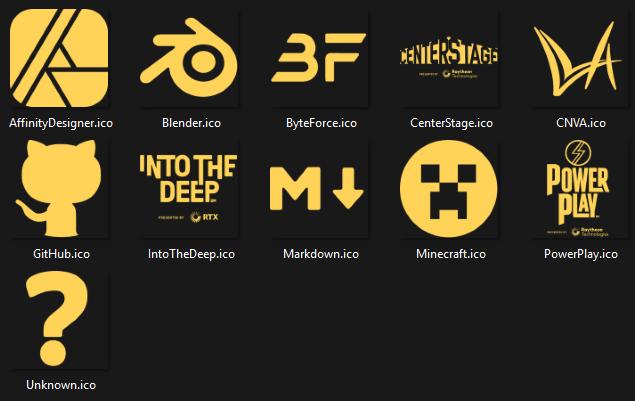 BF
CENTERSTAGE
PRESENTED BY Raytheon
Technologies
AffinityDesigner.ico
Blender.ico
ByteForce.ico
CenterStage.ico
CNVA.ico
INTO THE
DEEP
PRESENTED BY RTX
M
POWER
PLAY
PRESENTED BY Raytheon
Technologies
GitHub.ico
IntoTheDeep.ico
Markdown.ico
Minecraft.ico
PowerPlay.ico
?
Unknown.ico